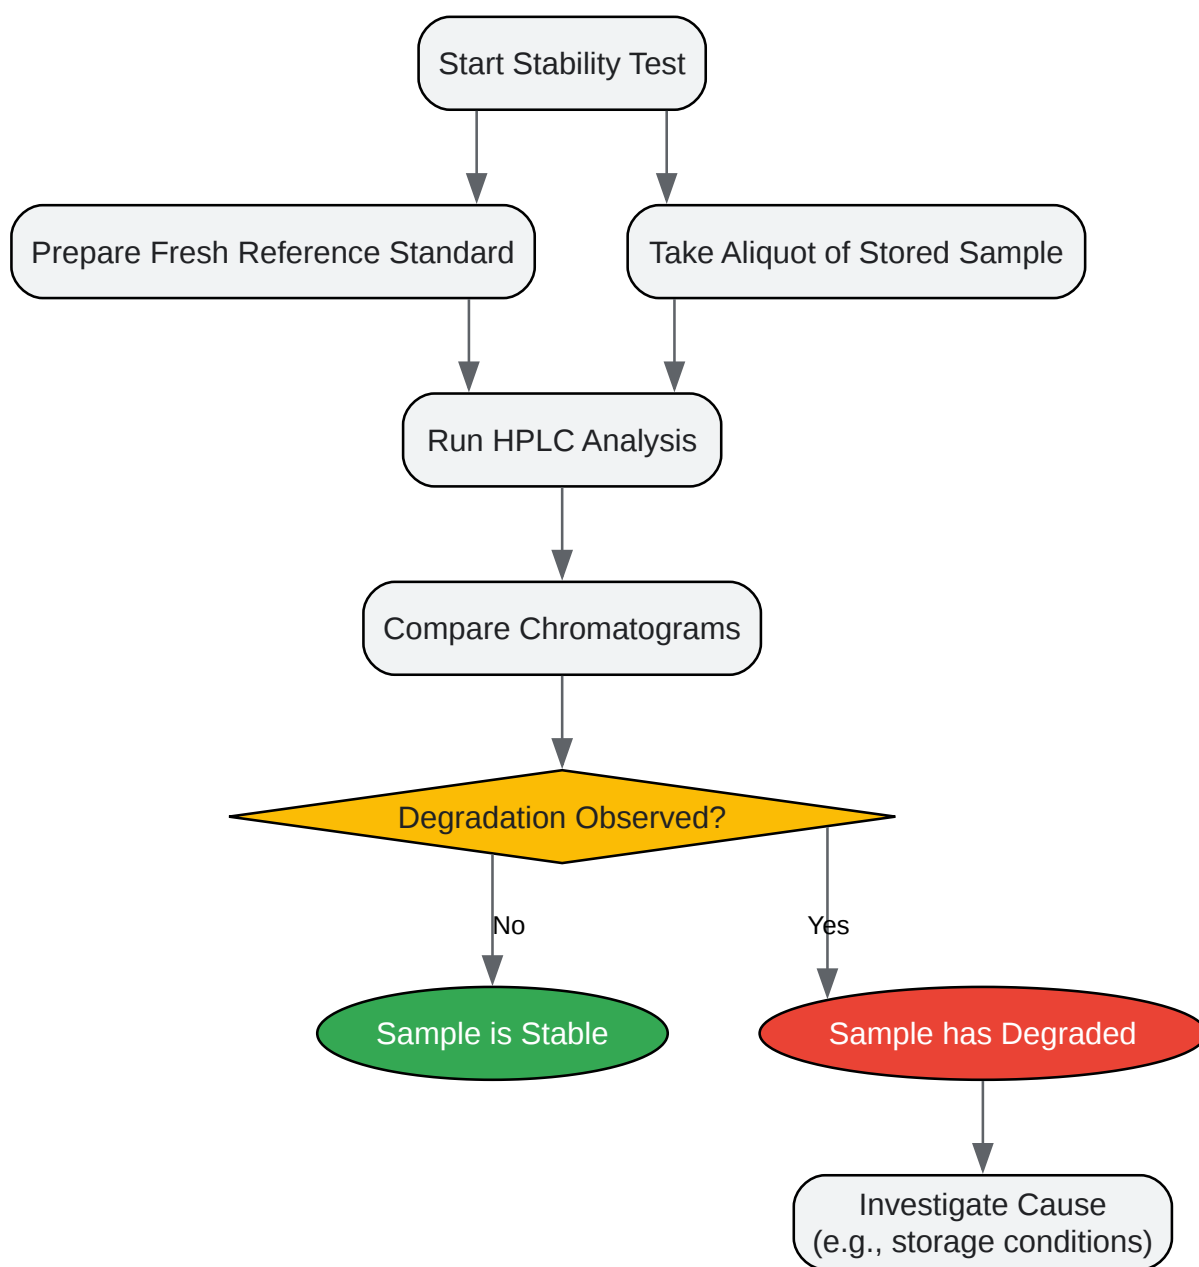 Start Stability Test
Prepare Fresh Reference Standard
Take Aliquot of Stored Sample
Run HPLC Analysis
Compare Chromatograms
Degradation Observed?
No
Yes
Sample is Stable
Sample has Degraded
Investigate Cause
(e.g., storage conditions)